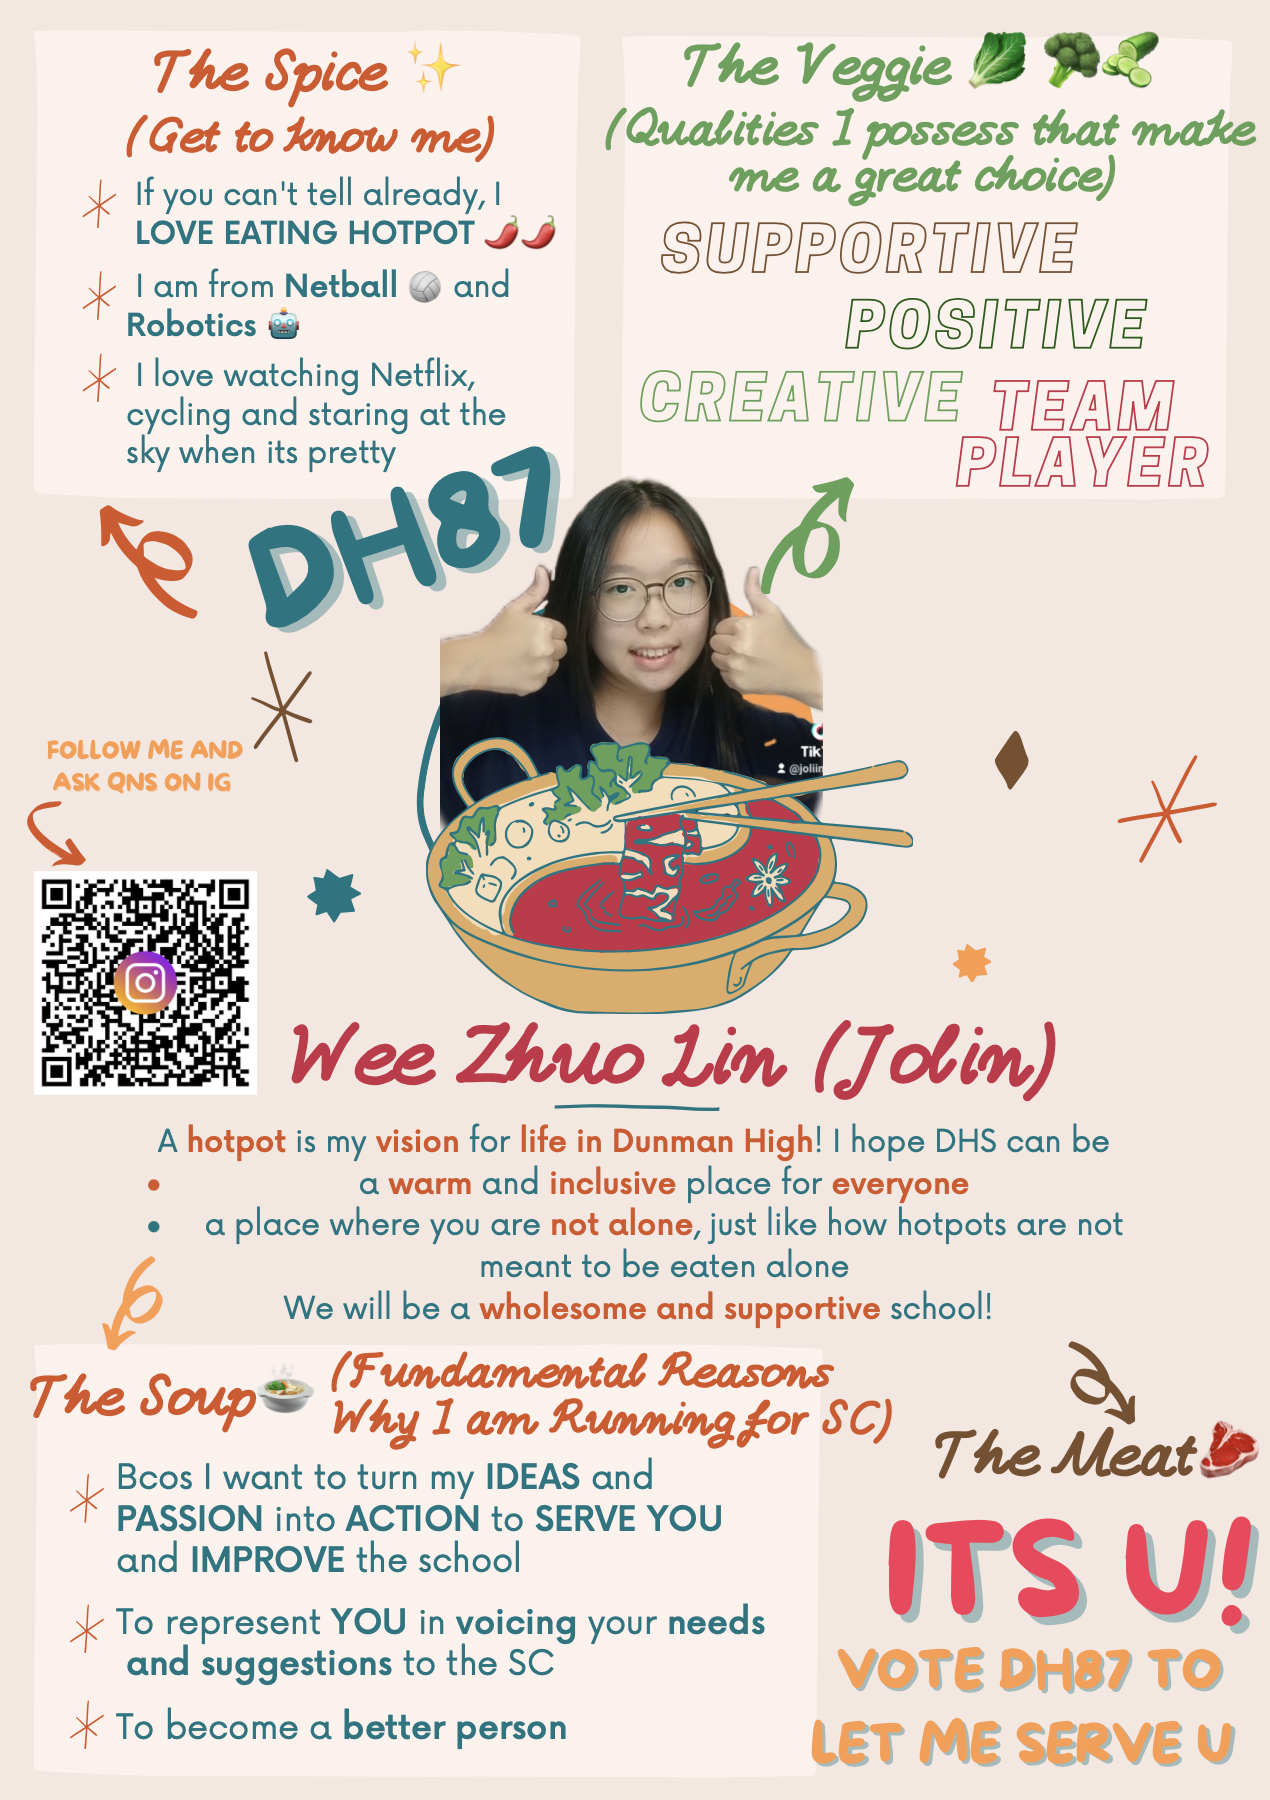 The Spice ✨
(Get to know me)
If you can't tell already, I
LOVE EATING HOTPOT 🌶️🌶️
I am from Netball 🏐 and
Robotics 🤖
I love watching Netflix,
cycling and staring at the
sky when its pretty
The Veggie 🥬 🥦🥒
(Qualities I possess that make
me a great choice)
SUPPORTIVE
POSITIVE
CREATIVE
TEAM
PLAYER
DH87
FOLLOW ME AND
ASK QNS ON IG
Wee Zhuo Lin (Jolin)
A hotpot is my vision for life in Dunman High! I hope DHS can be
• a warm and inclusive place for everyone
• a place where you are not alone, just like how hotpots are not
meant to be eaten alone
We will be a wholesome and supportive school!
The Soup🍲 (Fundamental Reasons
Why I am Running for SC)
Bcos I want to turn my IDEAS and
PASSION into ACTION to SERVE YOU
and IMPROVE the school
To represent YOU in voicing your needs
and suggestions to the SC
To become a better person
The Meat🥩
ITS U!
VOTE DH87 TO
LET ME SERVE U